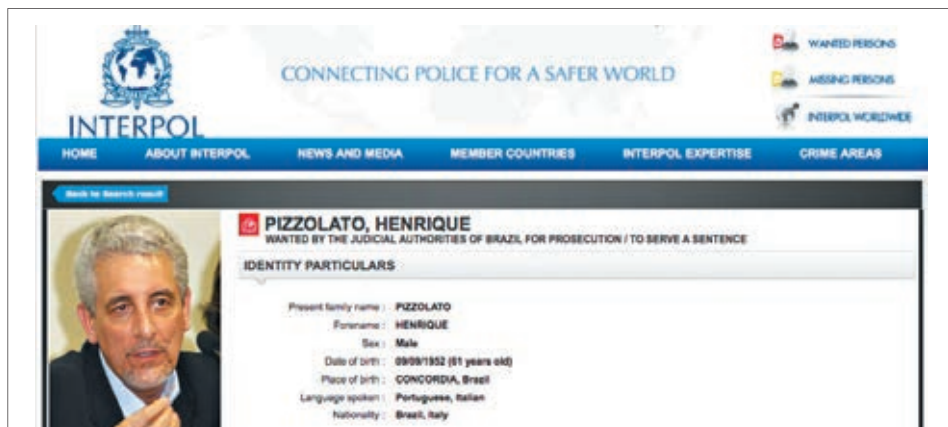 WANTED PERSONS
CONNECTING POLICE FOR A SAFER WORLD
MISSING PERSONS
INTERPOL WORLDWIDE
INTERPOL
HOME ABOUT INTERPOL NEWS AND MEDIA MEMBER COUNTRIES INTERPOL EXPERTISE CRIME AREAS
Back to Search result
PIZZOLATO, HENRIQUE
WANTED BY THE JUDICIAL AUTHORITIES OF BRAZIL FOR PROSECUTION / TO SERVE A SENTENCE
IDENTITY PARTICULARS
Present family name : PIZZOLATO
Forename : HENRIQUE
Sex : Male
Date of birth : 09/09/1952 (61 years old)
Place of birth : CONCORDIA, Brazil
Language spoken : Portuguese, Italian
Nationality : Brazil, Italy